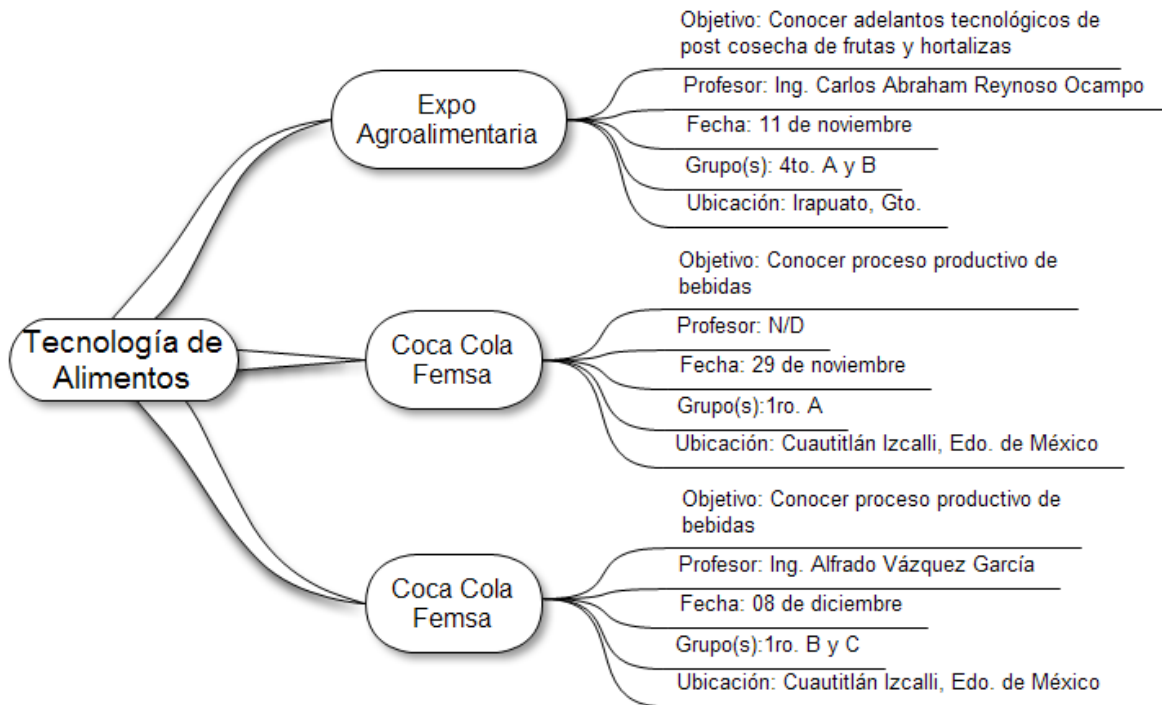 Objetivo: Conocer adelantos tecnológicos de
post cosecha de frutas y hortalizas
Expo
Agroalimentaria
Profesor: Ing. Carlos Abraham Reynoso Ocampo
Fecha: 11 de noviembre
Grupo(s): 4to. A y B
Ubicación: Irapuato, Gto.
Tecnología de
Alimentos
Coca Cola
Femsa
Objetivo: Conocer proceso productivo de
bebidas
Profesor: N/D
Fecha: 29 de noviembre
Grupo(s):1ro. A
Ubicación: Cuautitlán Izcalli, Edo. de México
Coca Cola
Femsa
Objetivo: Conocer proceso productivo de
bebidas
Profesor: Ing. Alfrado Vázquez García
Fecha: 08 de diciembre
Grupo(s):1ro. B y C
Ubicación: Cuautitlán Izcalli, Edo. de México